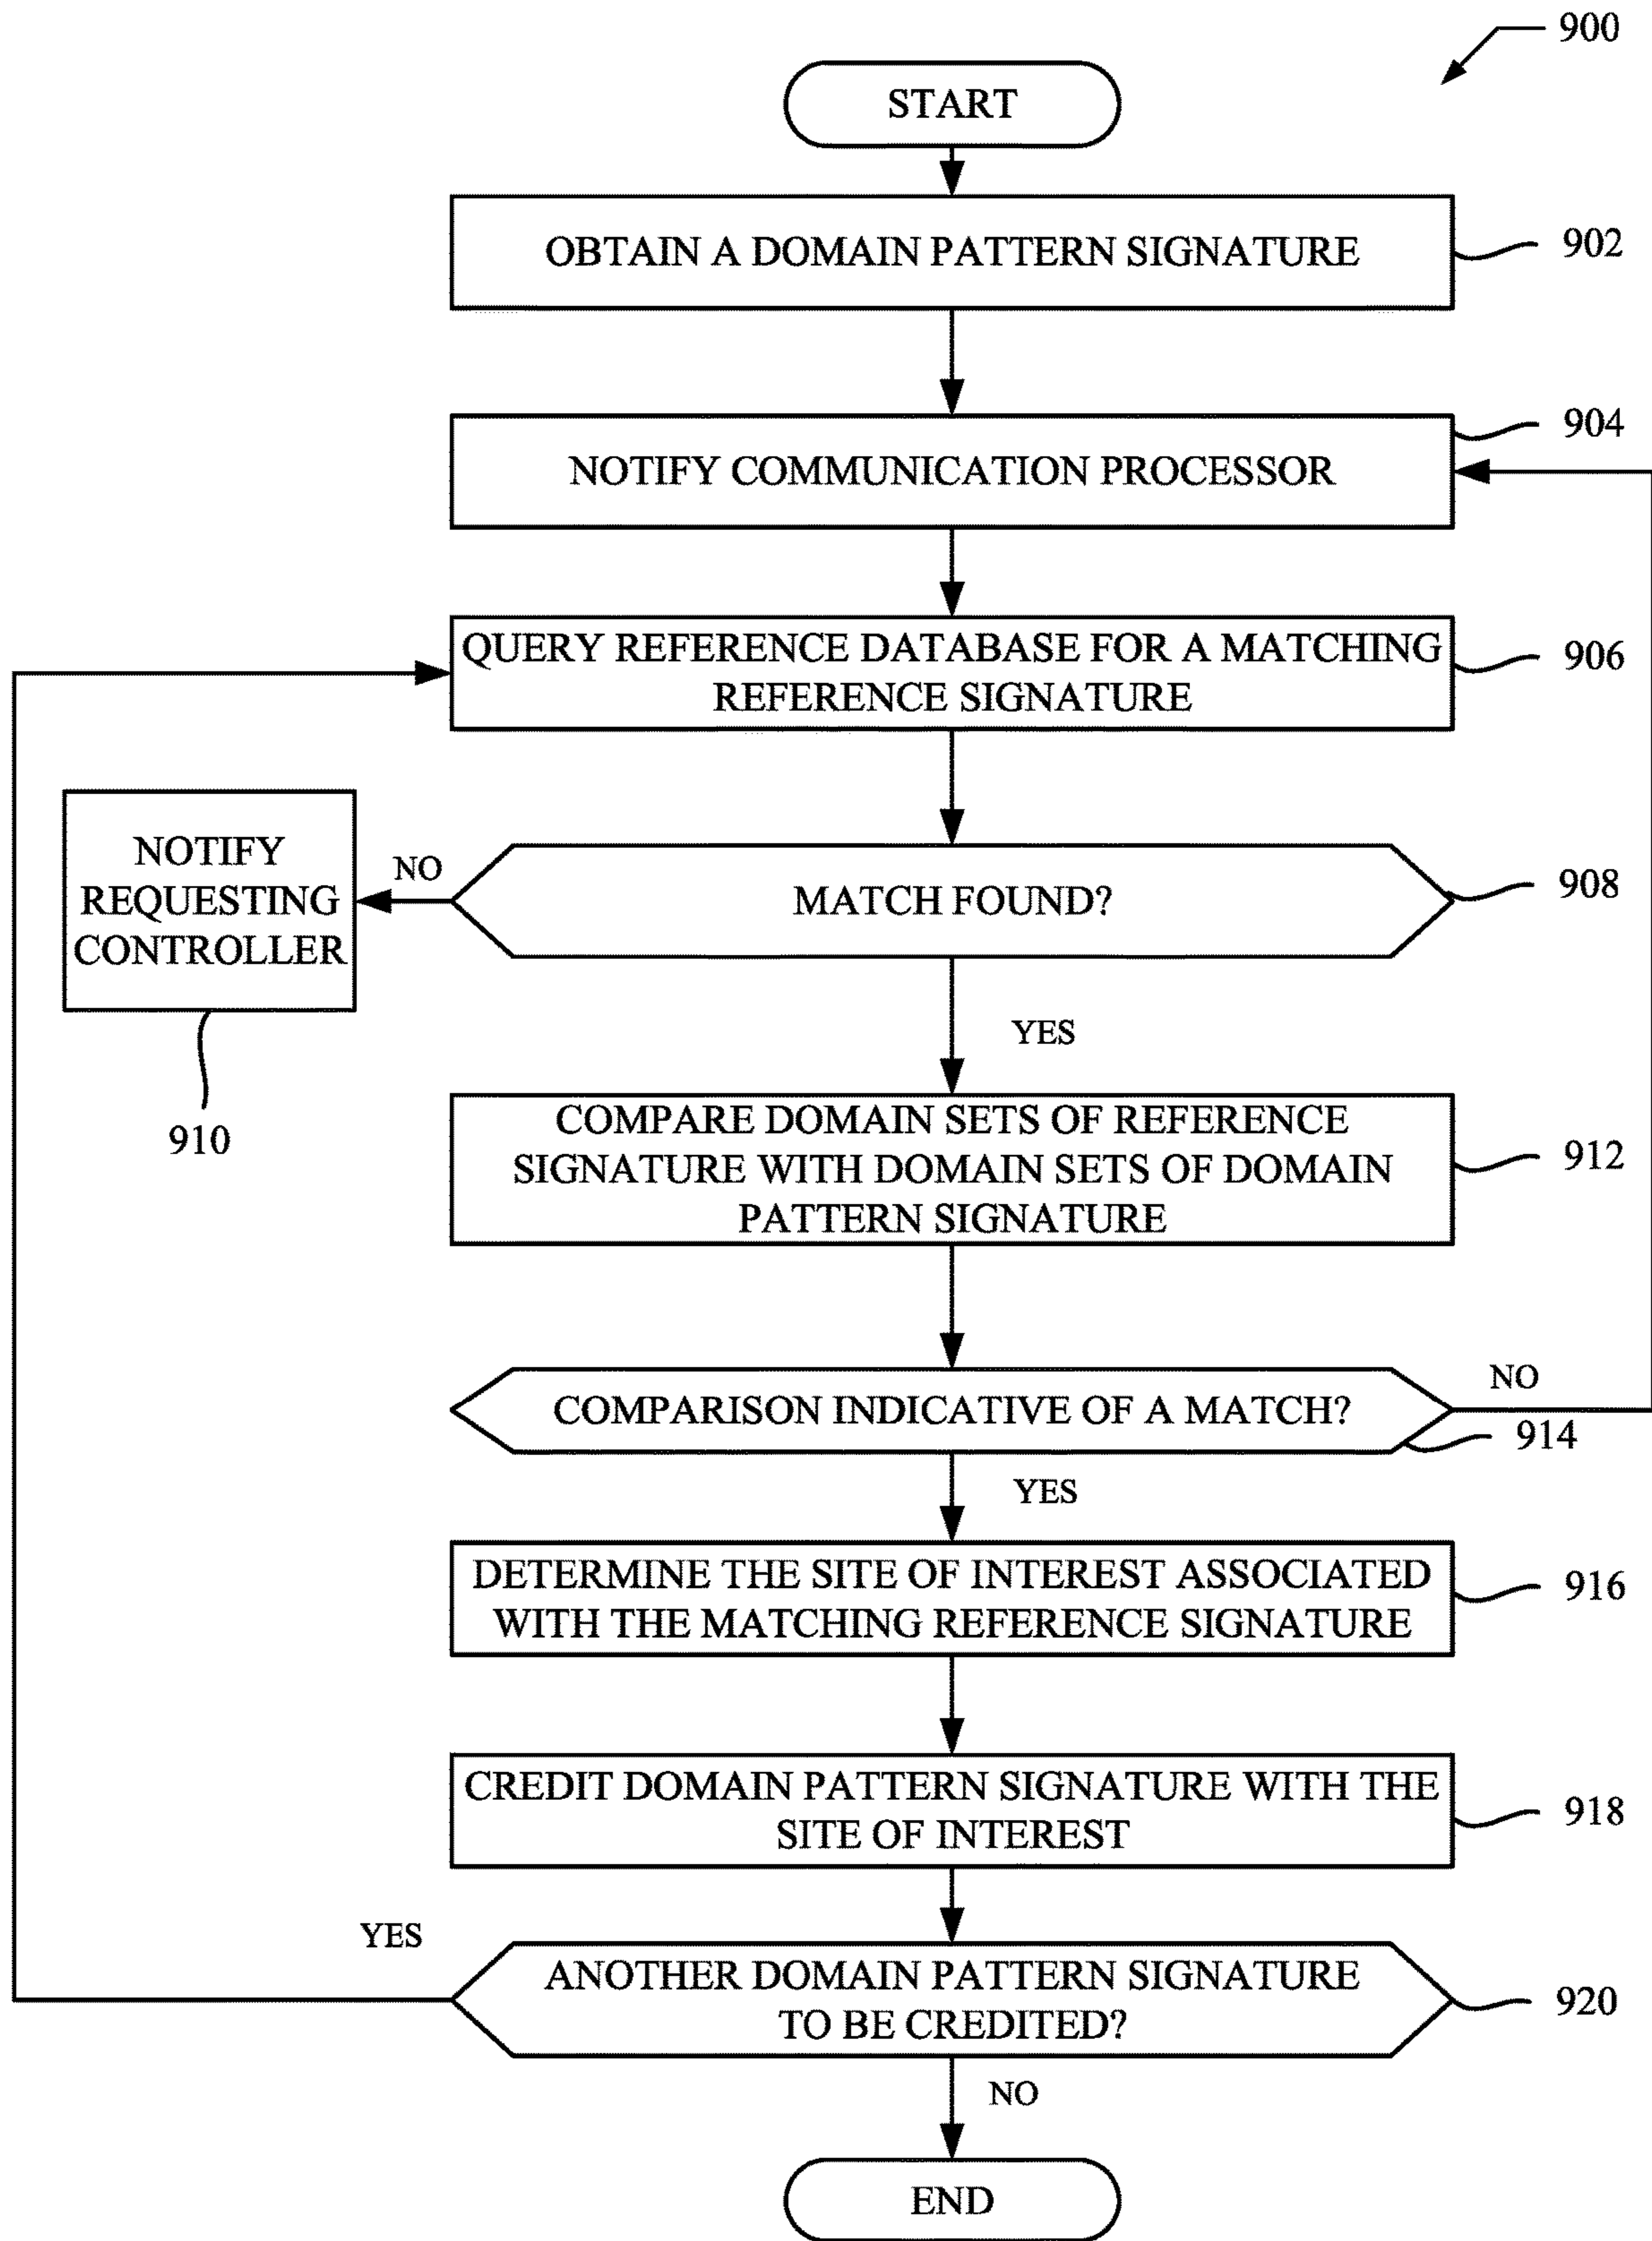 900
START
OBTAIN A DOMAIN PATTERN SIGNATURE
902
904
NOTIFY COMMUNICATION PROCESSOR
QUERY REFERENCE DATABASE FOR A MATCHING
REFERENCE SIGNATURE
906
NOTIFY
REQUESTING
CONTROLLER
NO
MATCH FOUND?
908
YES
910
COMPARE DOMAIN SETS OF REFERENCE
SIGNATURE WITH DOMAIN SETS OF DOMAIN
PATTERN SIGNATURE
912
NO
COMPARISON INDICATIVE OF A MATCH?
914
YES
DETERMINE THE SITE OF INTEREST ASSOCIATED
WITH THE MATCHING REFERENCE SIGNATURE
916
CREDIT DOMAIN PATTERN SIGNATURE WITH THE
SITE OF INTEREST
918
YES
ANOTHER DOMAIN PATTERN SIGNATURE
TO BE CREDITED?
920
NO
END